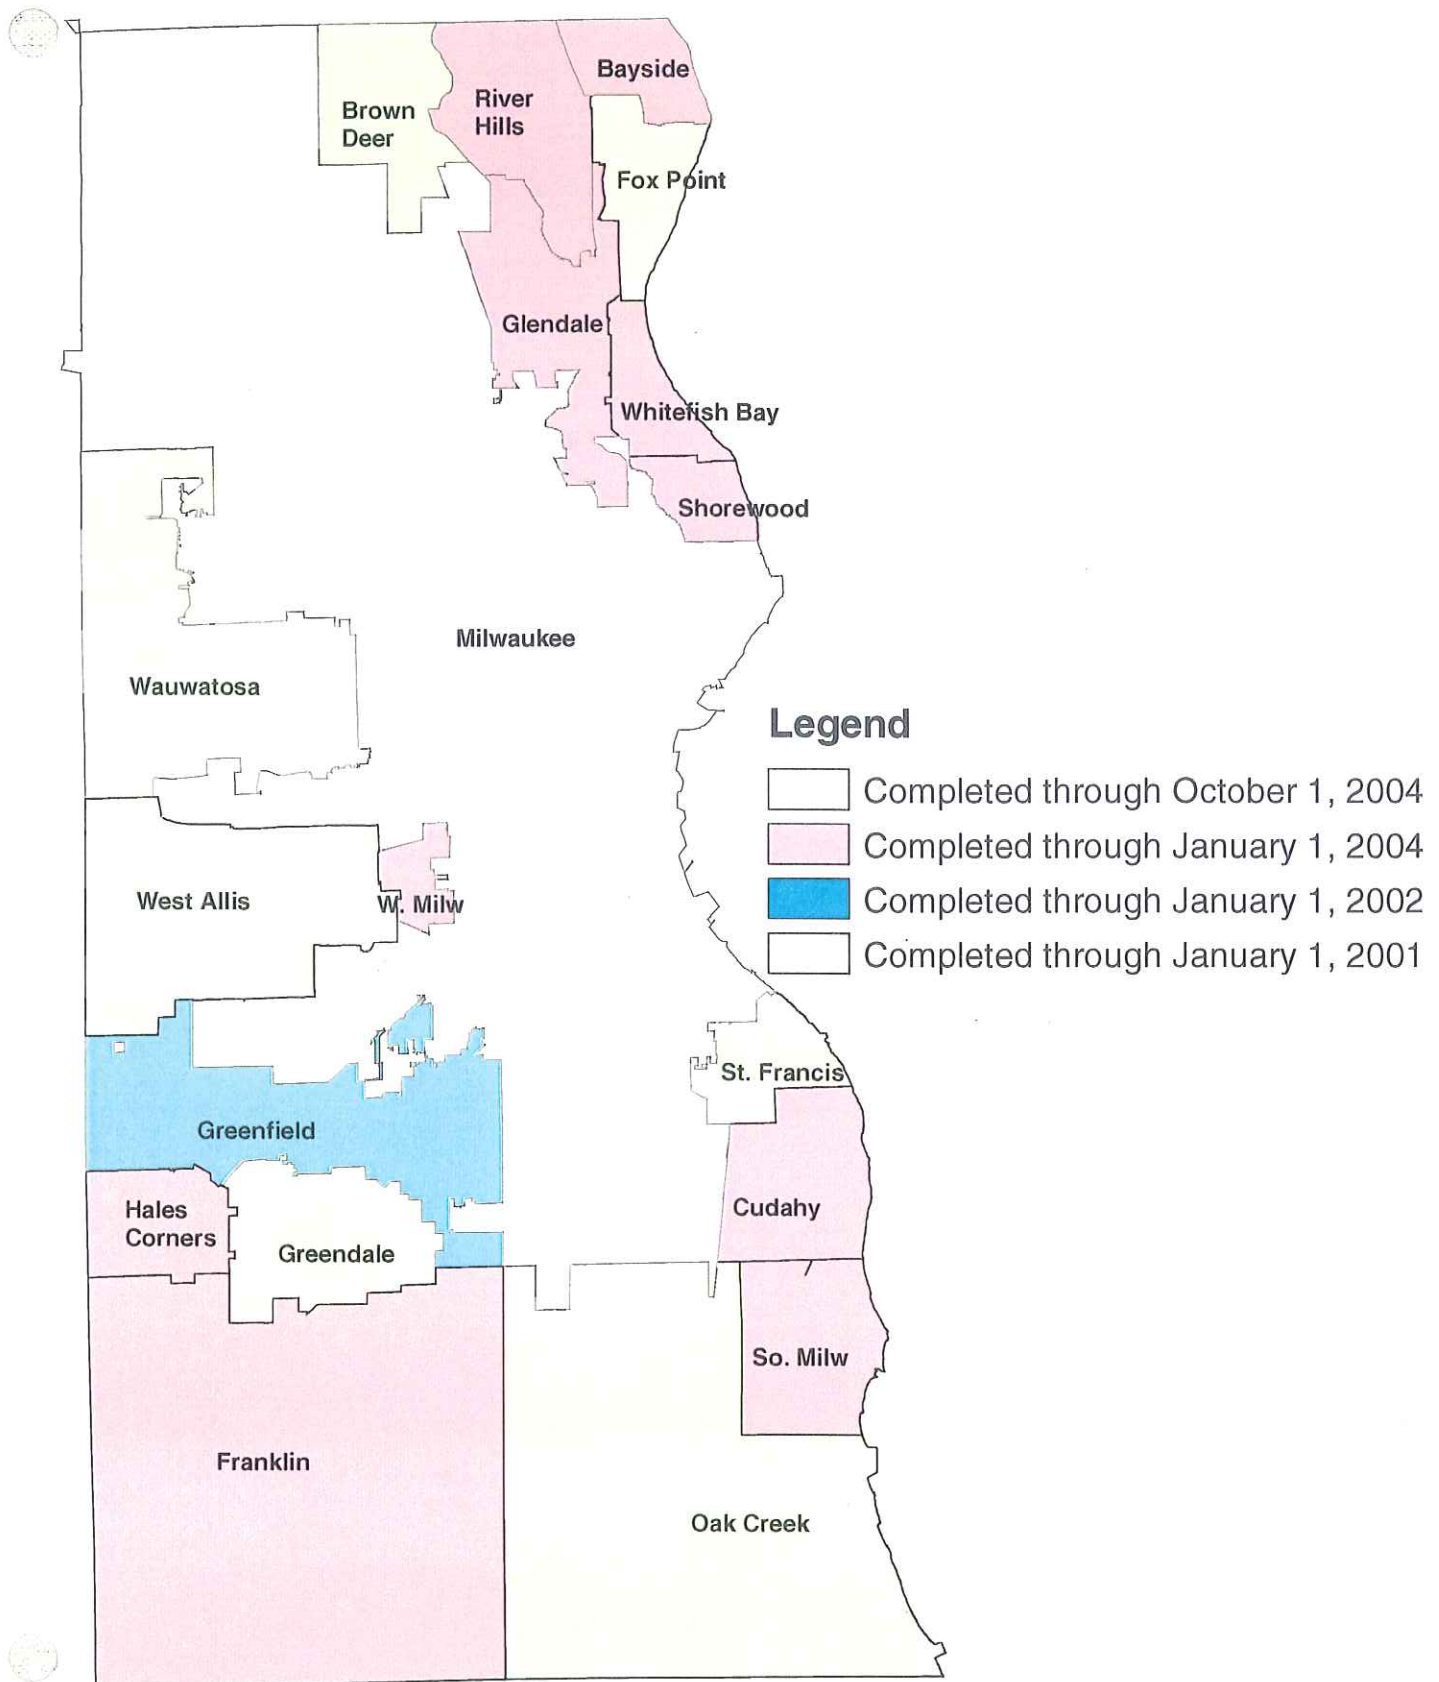 Bayside
River
Hills
Brown
Deer
Fox Point
Glendale
Whitefish Bay
Shorewood
Milwaukee
Wauwatosa
Legend
Completed through October 1, 2004
Completed through January 1, 2004
Completed through January 1, 2002
Completed through January 1, 2001
West Allis
W. Milw
St. Francis
Greenfield
Hales
Corners
Cudahy
Greendale
So. Milw
Franklin
Oak Creek